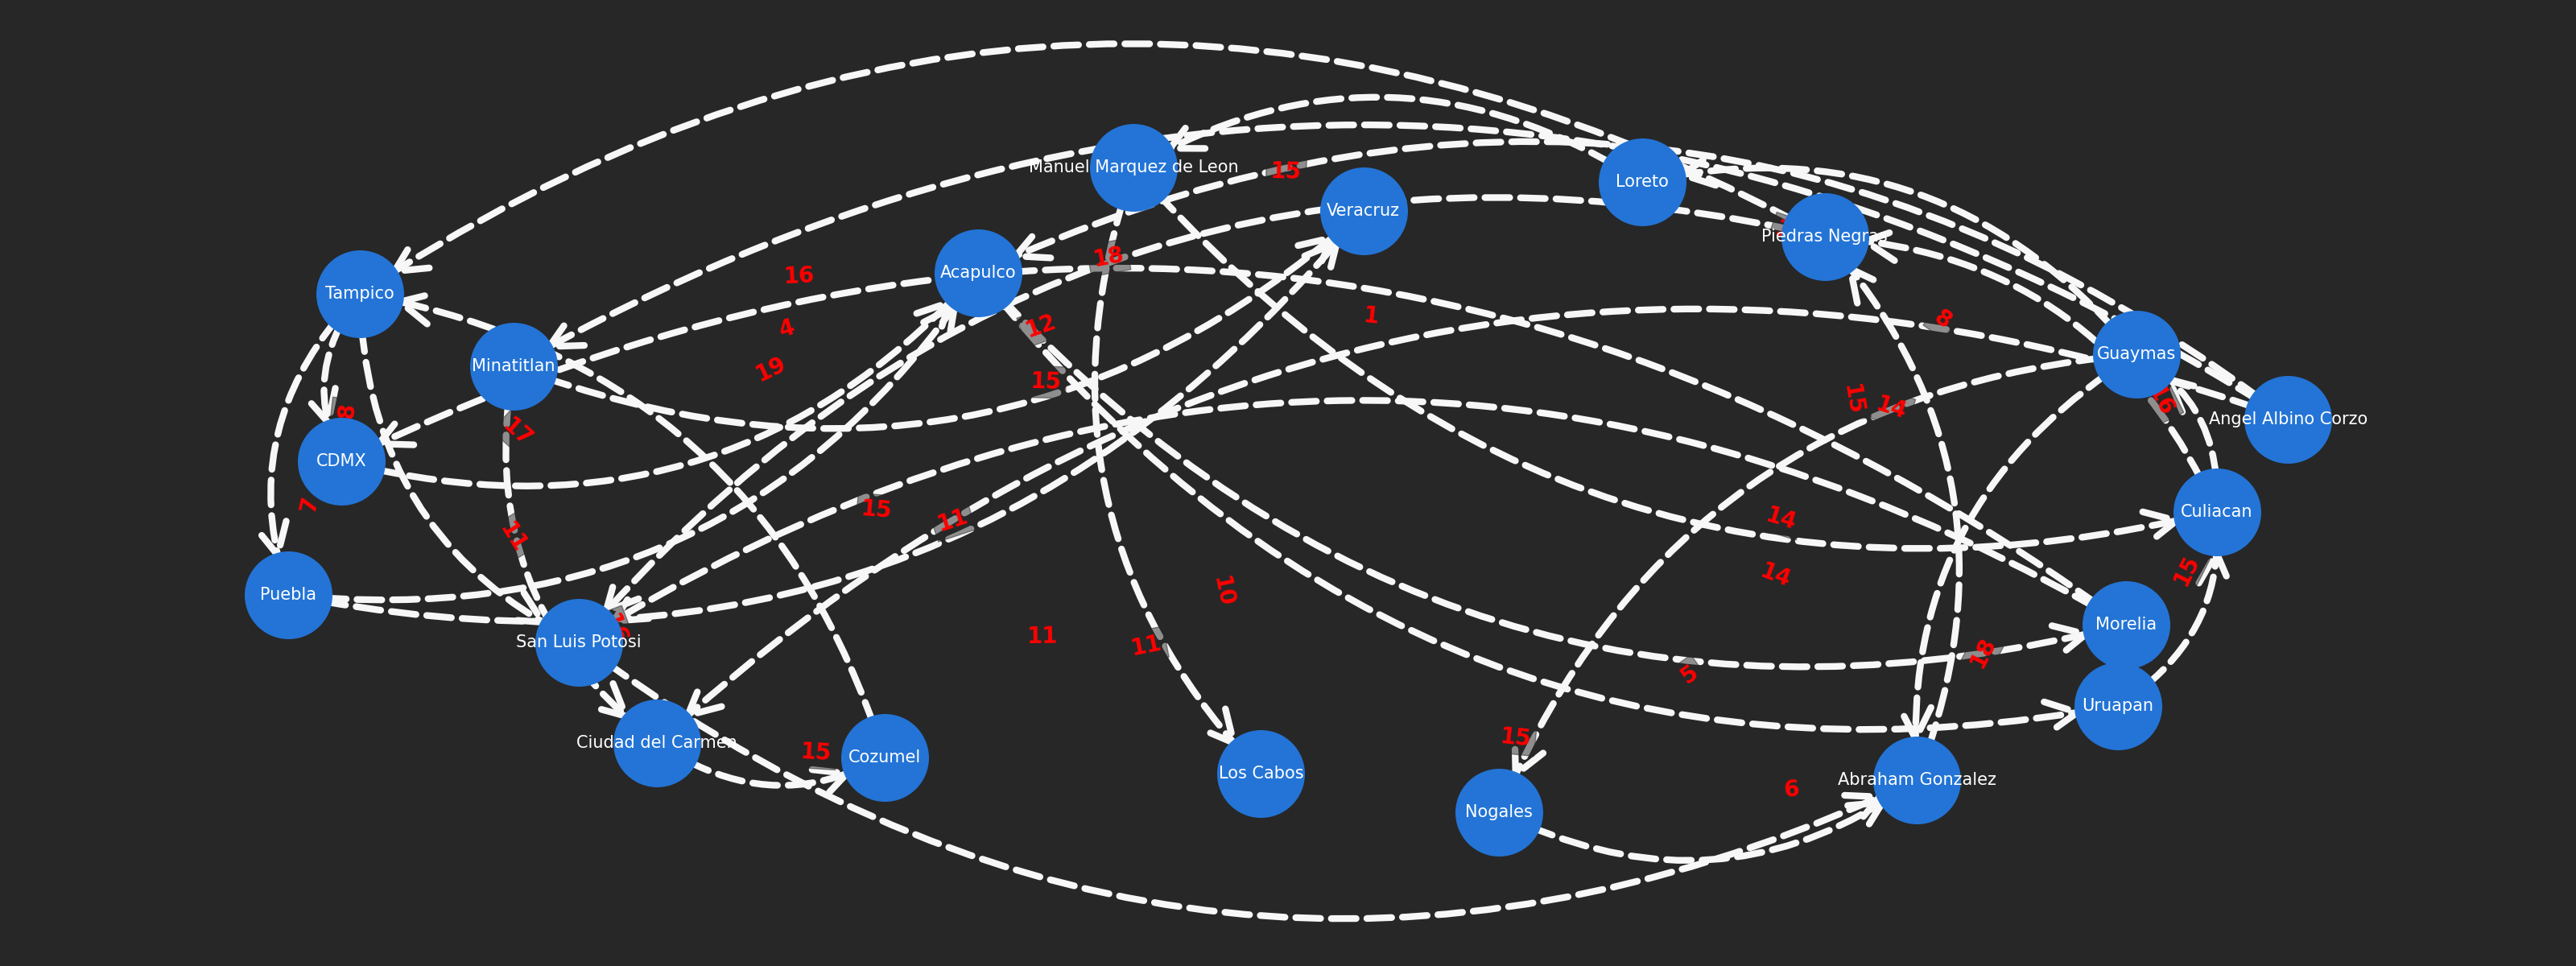 Manuel Marquez de Leon
15
Loreto
Veracruz
Piedras Negras
18
Acapulco
16
Tampico
4
12
1
8
Guaymas
Minatitlan
19
15
15
14
16
Angel Albino Corzo
8
17
CDMX
7
15
11
11
14
Culiacan
14
15
Puebla
10
San Luis Potosi
11
11
5
18
Morelia
Uruapan
Ciudad del Carmen
15
Cozumel
Los Cabos
15
6
Abraham Gonzalez
Nogales